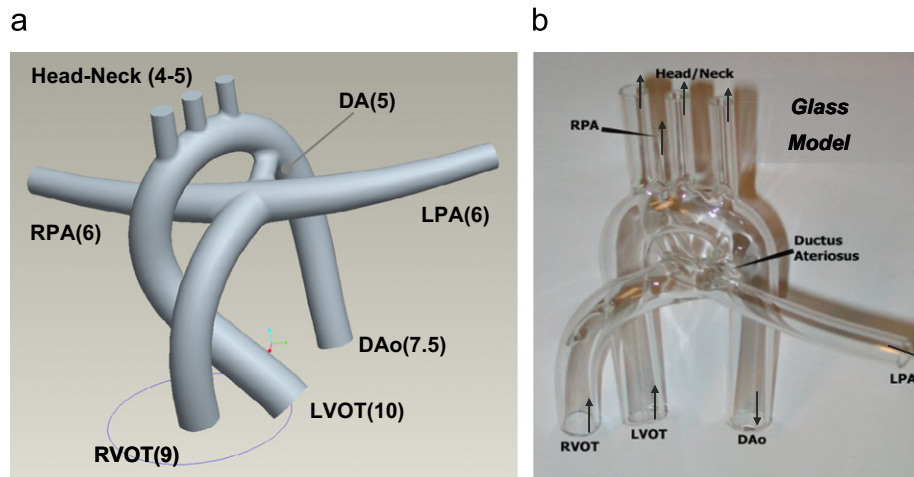 a
Head-Neck (4-5)
DA(5)
RPA(6)
LPA(6)
DAo(7.5)
LVOT(10)
RVOT(9)
b
Head/Neck
Glass
Model
RPA
Ductus
Ateriosus
LPA
RVOT
LVOT
DAo